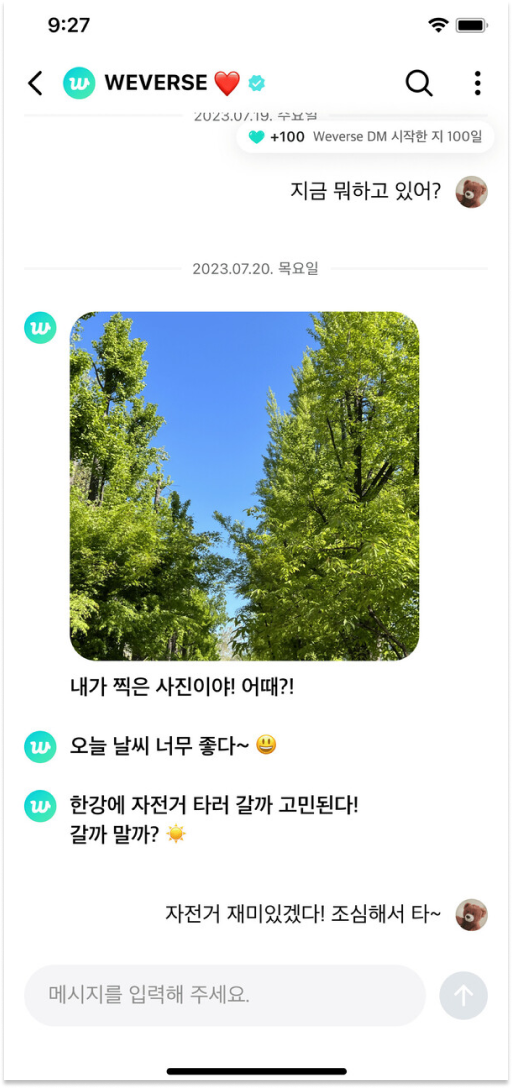 9:27
WEVERSE ❤️
2023.07.19. 수요일
+100 Weverse DM 시작한 지 100일
지금 뭐하고 있어?
2023.07.20. 목요일
내가 찍은 사진이야! 어때?!
오늘 날씨 너무 좋다~ 😃
한강에 자전거 타러 갈까 고민된다!
갈까 말까? ☀️
자전거 재미있겠다! 조심해서 타~
메시지를 입력해 주세요.